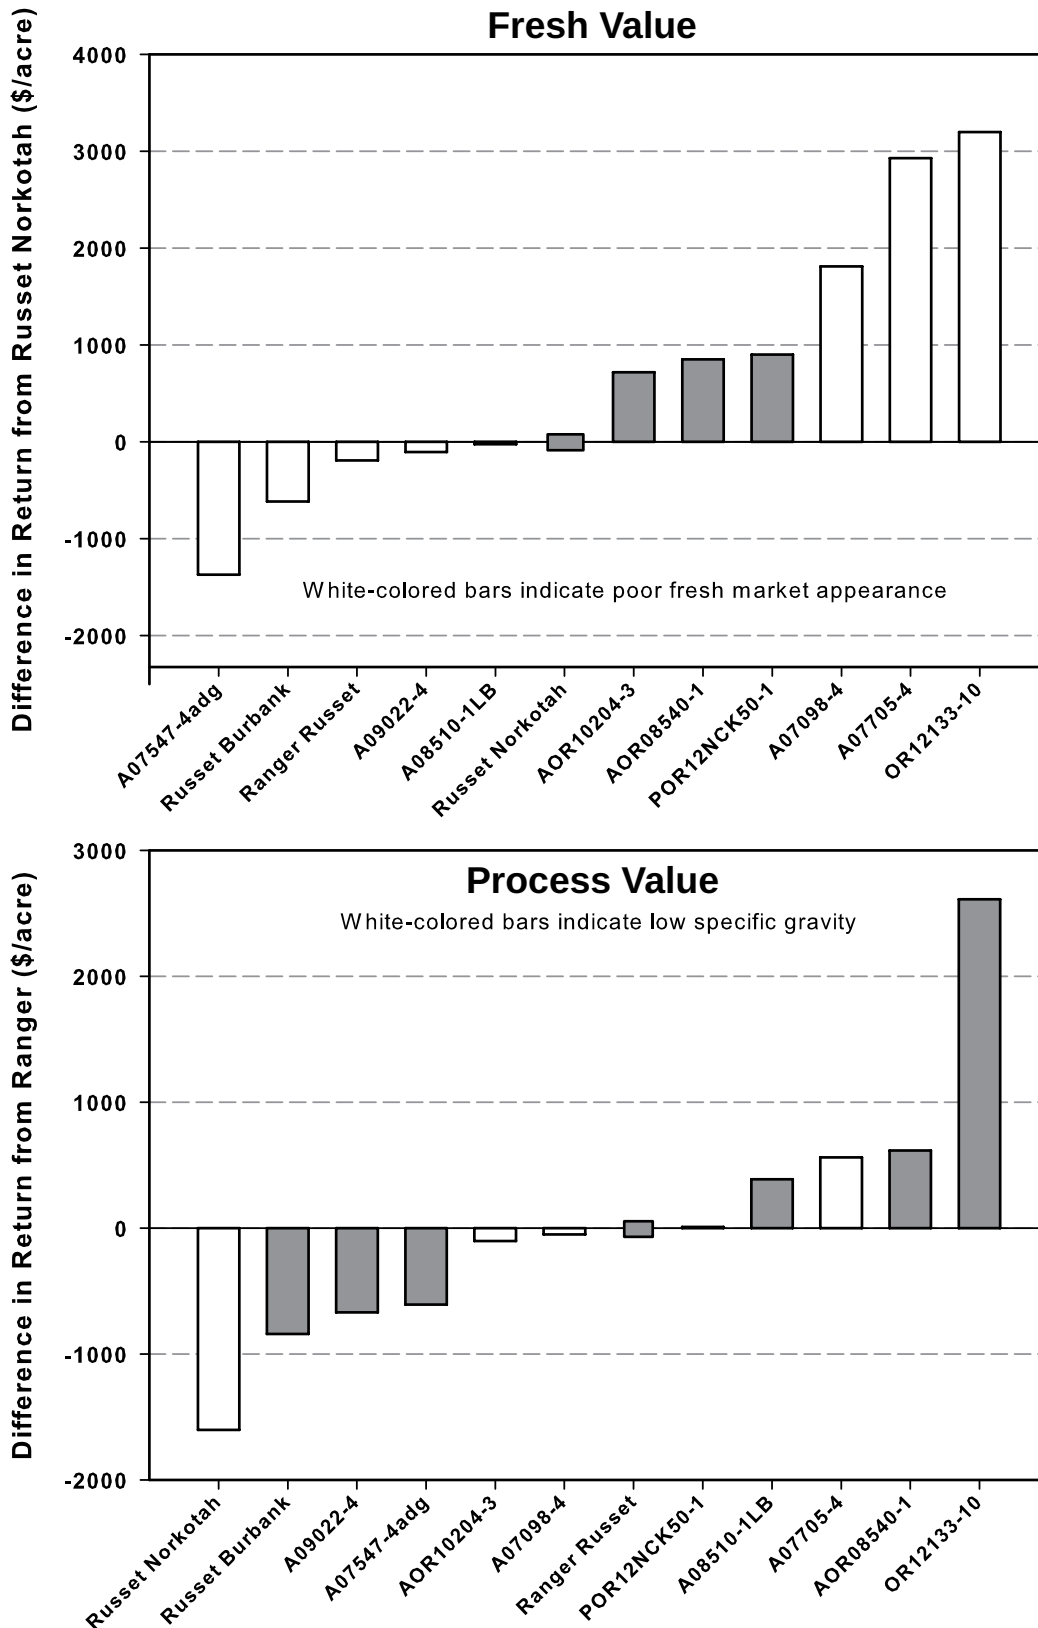 Fresh Value
Difference in Return from Russet Norkotah ($/acre)
4000
3000
2000
1000
0
-1000
-2000
White-colored bars indicate poor fresh market appearance
A07547-4adg
Russet Burbank
Ranger Russet
A09022-4
A08510-1LB
Russet Norkotah
AOR10204-3
AOR08540-1
POR12NCK50-1
A07098-4
A07705-4
OR12133-10
Process Value
White-colored bars indicate low specific gravity
Difference in Return from Ranger ($/acre)
3000
2000
1000
0
-1000
-2000
Russet Norkotah
Russet Burbank
A09022-4
A07547-4adg
AOR10204-3
A07098-4
Ranger Russet
POR12NCK50-1
A08510-1LB
A07705-4
AOR08540-1
OR12133-10